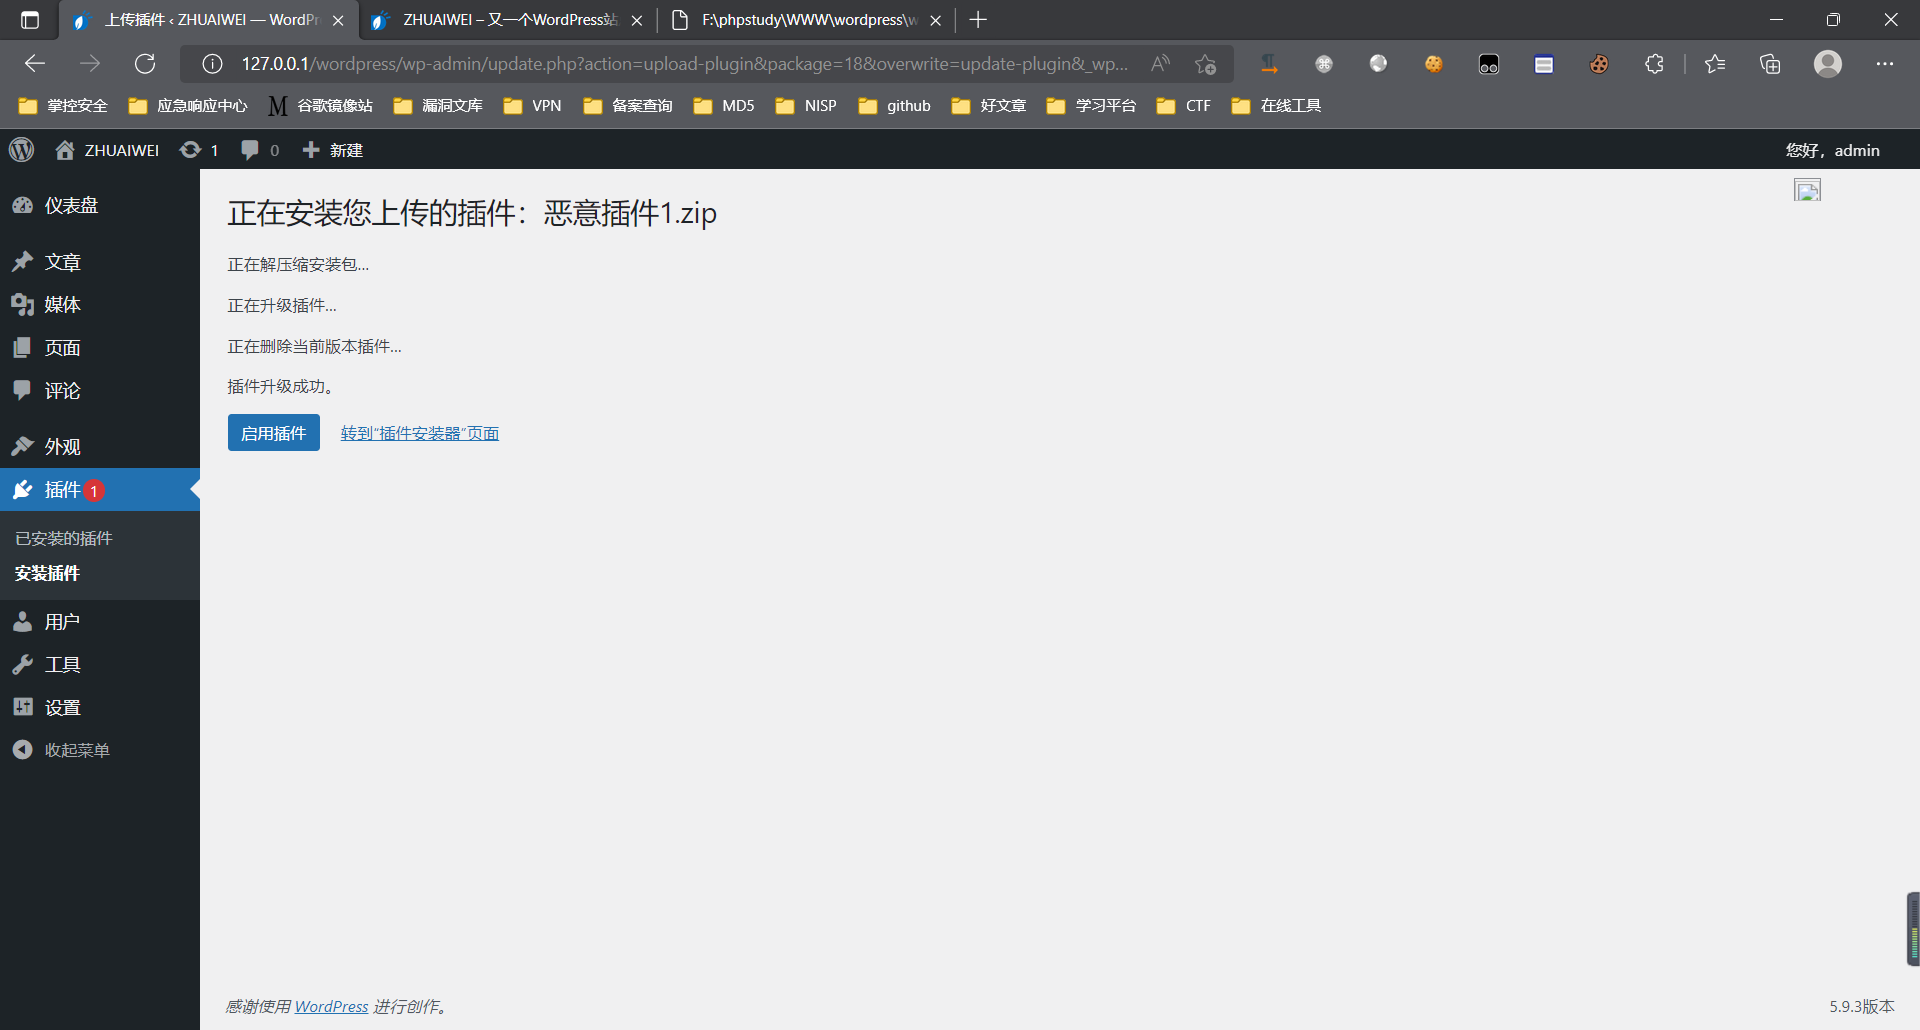 上传插件 ‹ ZHUAIWEI — WordPr
ZHUAIWEI – 又一个WordPress站
F:\phpstudy\WWW\wordpress\w
127.0.0.1/wordpress/wp-admin/update.php?action=upload-plugin&package=18&overwrite=update-plugin&_wp...
掌控安全
应急响应中心
M 谷歌镜像站
漏洞文库
VPN
备案查询
MD5
NISP
github
好文章
学习平台
CTF
在线工具
ZHUAIWEI
1
0
新建
您好，admin
仪表盘
文章
媒体
页面
评论
外观
插件 1
已安装的插件
安装插件
用户
工具
设置
收起菜单
正在安装您上传的插件：恶意插件1.zip
正在解压缩安装包…
正在升级插件…
正在删除当前版本插件…
插件升级成功。
启用插件 转到“插件安装器”页面
感谢使用 WordPress 进行创作。
5.9.3版本